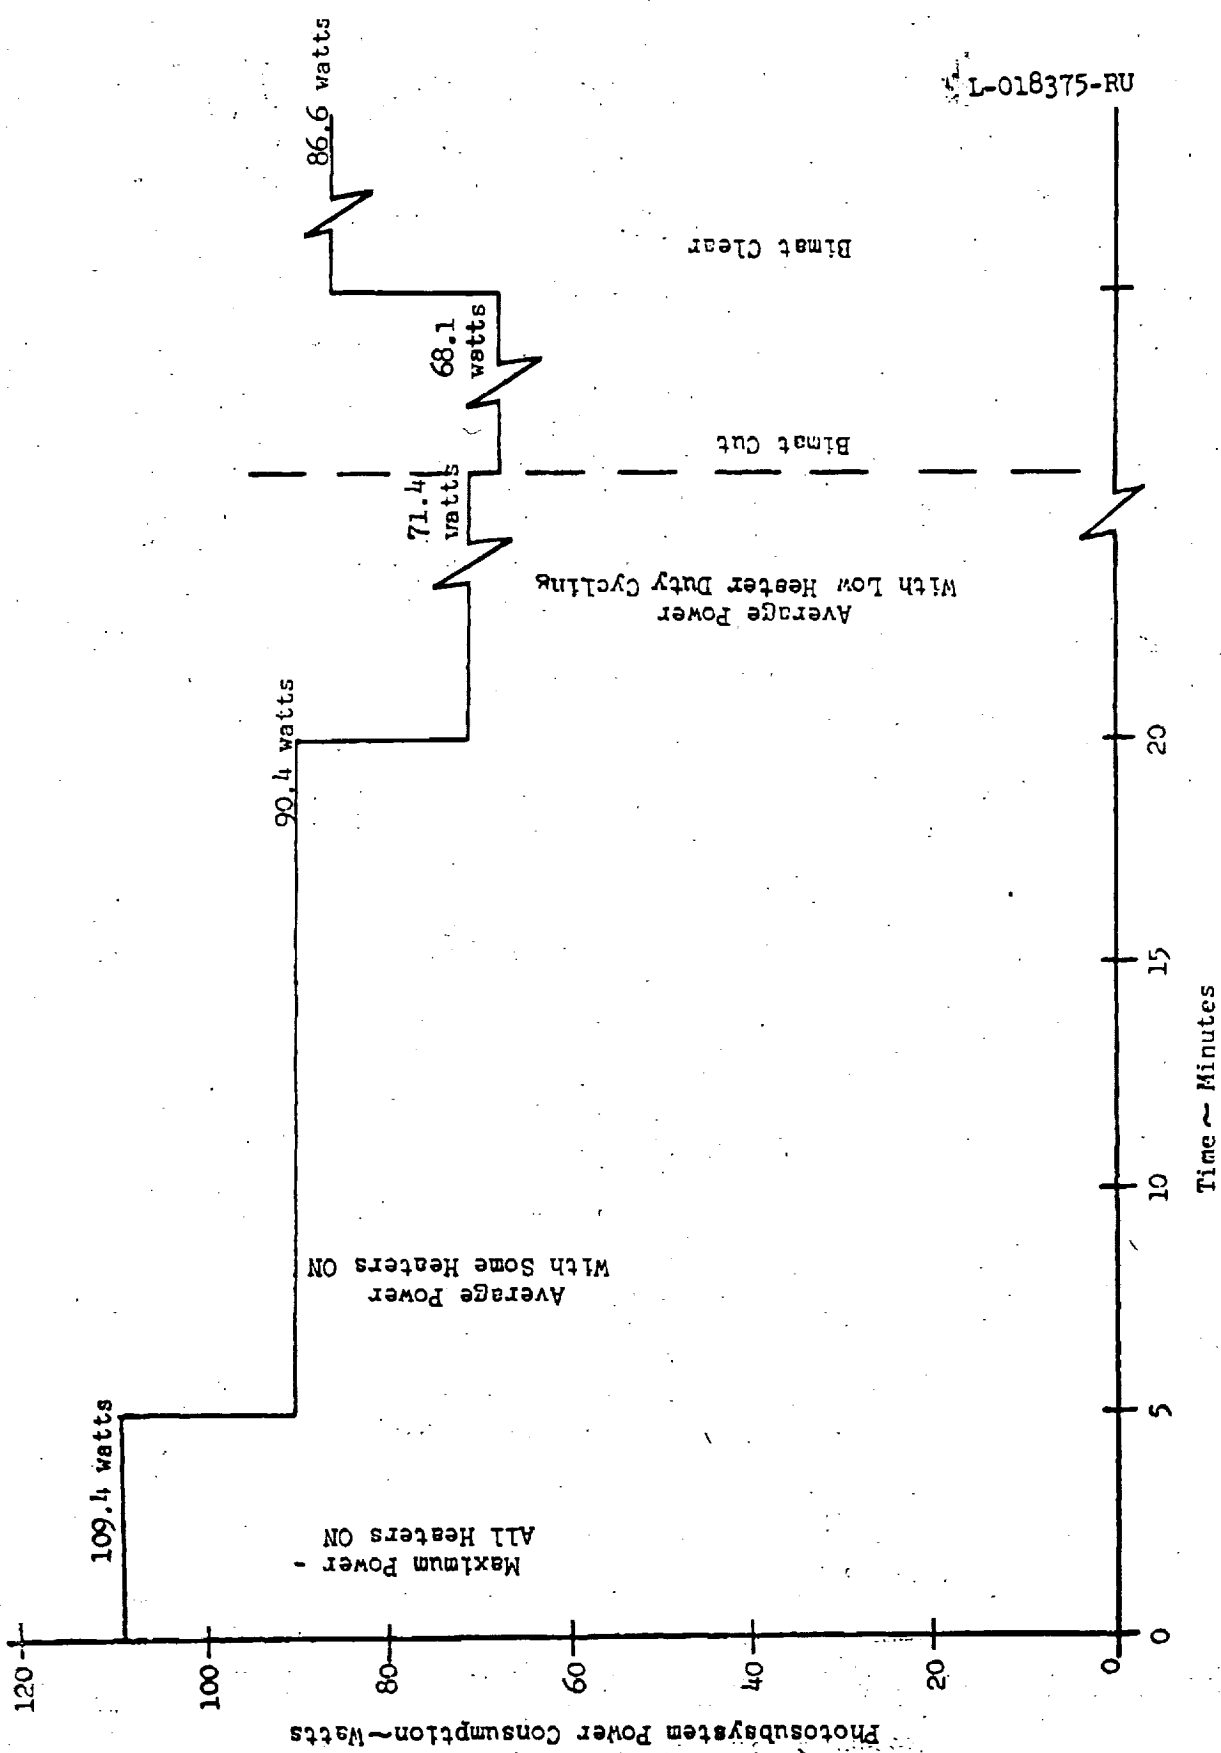 L-018375-RU
Photosubsystem Power Consumption~Watts
120
100
80
60
40
20
0
109.4 watts
Maximum Power -
All Heaters ON
90.4 watts
Average Power
With Some Heaters ON
71.4
watts
Average Power
With Low Heater Duty Cycling
68.1
watts
Bimat Cut
86.6 watts
Bimat Clear
0
5
10
15
20
Time ~ Minutes